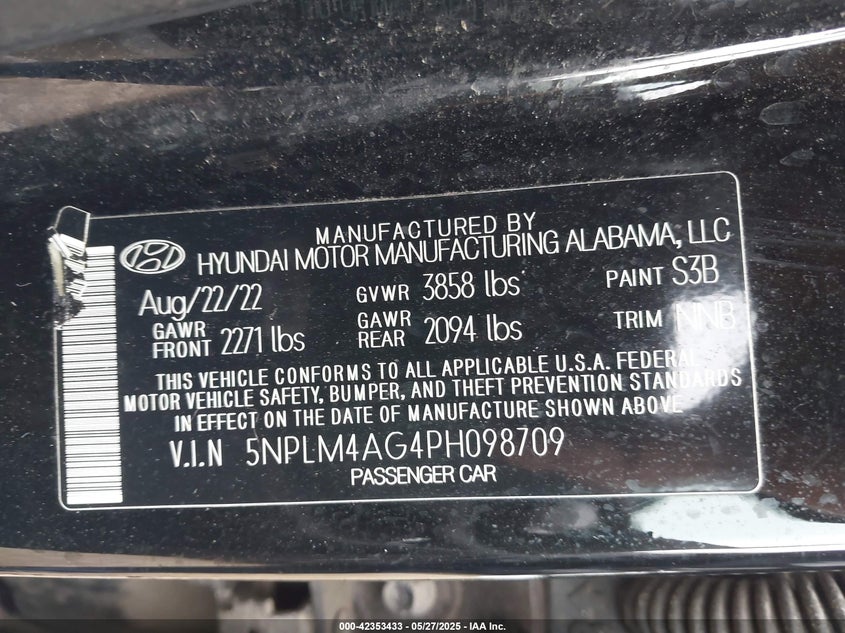 MANUFACTURED BY
HYUNDAI MOTOR MANUFACTURING ALABAMA, LLC
Aug/22/22 GVWR 3858 lbs PAINT S3B
GAWR FRONT 2271 lbs GAWR REAR 2094 lbs TRIM NNB
THIS VEHICLE CONFORMS TO ALL APPLICABLE U.S.A. FEDERAL
MOTOR VEHICLE SAFETY, BUMPER, AND THEFT PREVENTION STANDARDS
IN EFFECT ON THE DATE OF MANUFACTURE SHOWN ABOVE
V.I.N 5NPLM4AG4PH098709
PASSENGER CAR
000-42353433 - 05/27/2025 - IAA Inc.